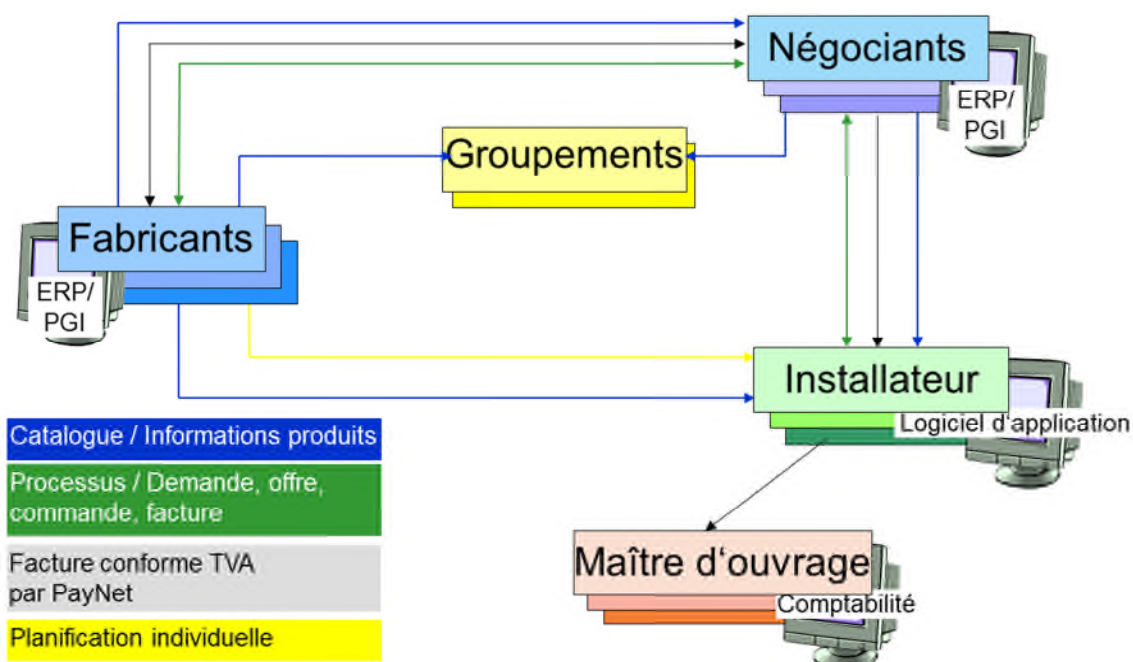 Négociants
ERP/
PGI
Groupements
Fabricants
ERP/
PGI
Installateur
Logiciel d‘application
Catalogue / Informations produits
Processus / Demande, offre,
commande, facture
Facture conforme TVA
par PayNet
Planification individuelle
Maître d‘ouvrage
Comptabilité